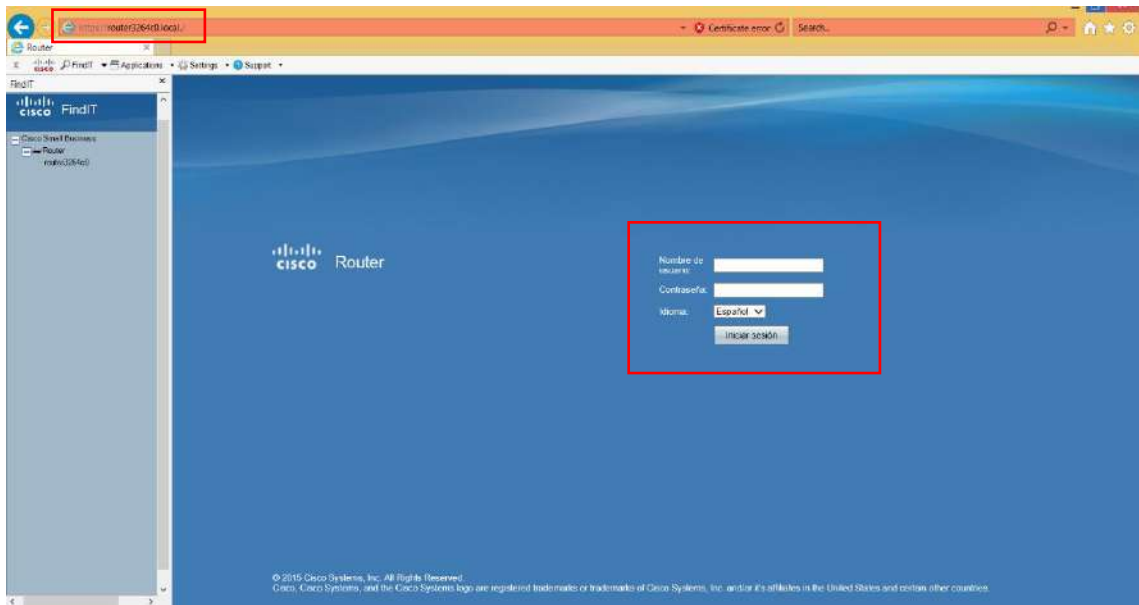 https://router3264c0.local./
Certificate error
Search...
Router
x FindIT Applications Settings Support
FindIT
cisco FindIT
Cisco Small Business
Router
router3264c0
cisco Router
Nombre de
usuario:
Contraseña:
Idioma: Español
Iniciar sesión
© 2015 Cisco Systems, Inc. All Rights Reserved.
Cisco, Cisco Systems, and the Cisco Systems logo are registered trademarks or trademarks of Cisco Systems, Inc. and/or its affiliates in the United States and certain other countries.